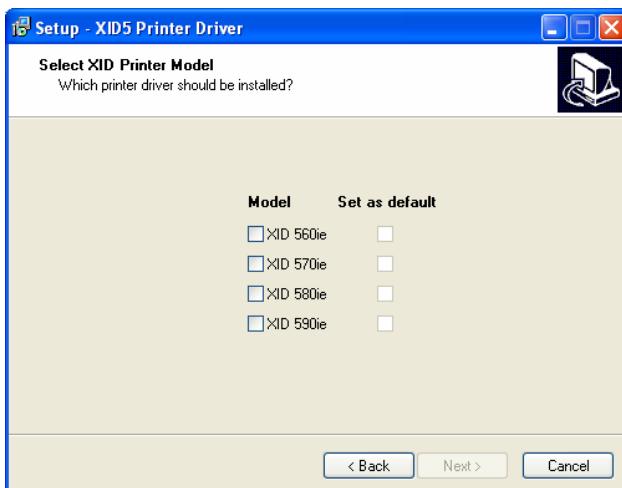 Setup - XID5 Printer Driver
Select XID Printer Model
Which printer driver should be installed?
Model Set as default
XID 560ie
XID 570ie
XID 580ie
XID 590ie
< Back Next > Cancel